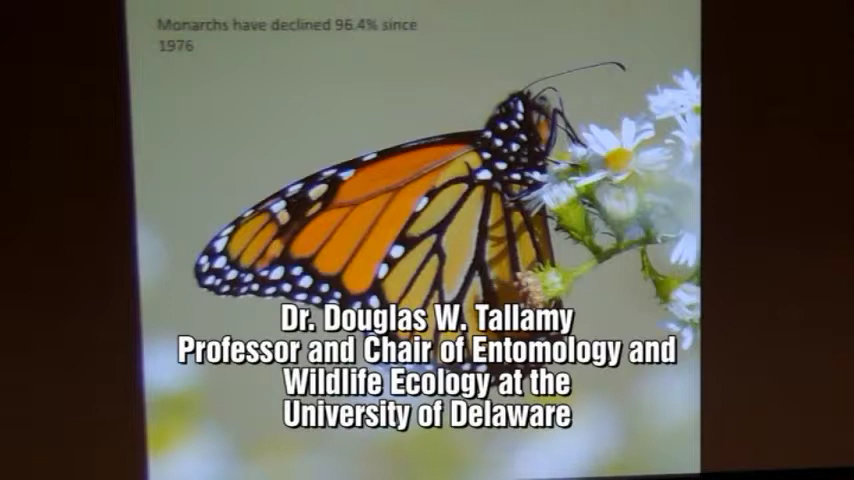 Monarchs have declined 96.4% since
1976
Dr. Douglas W. Tallamy
Professor and Chair of Entomology and
Wildlife Ecology at the
University of Delaware